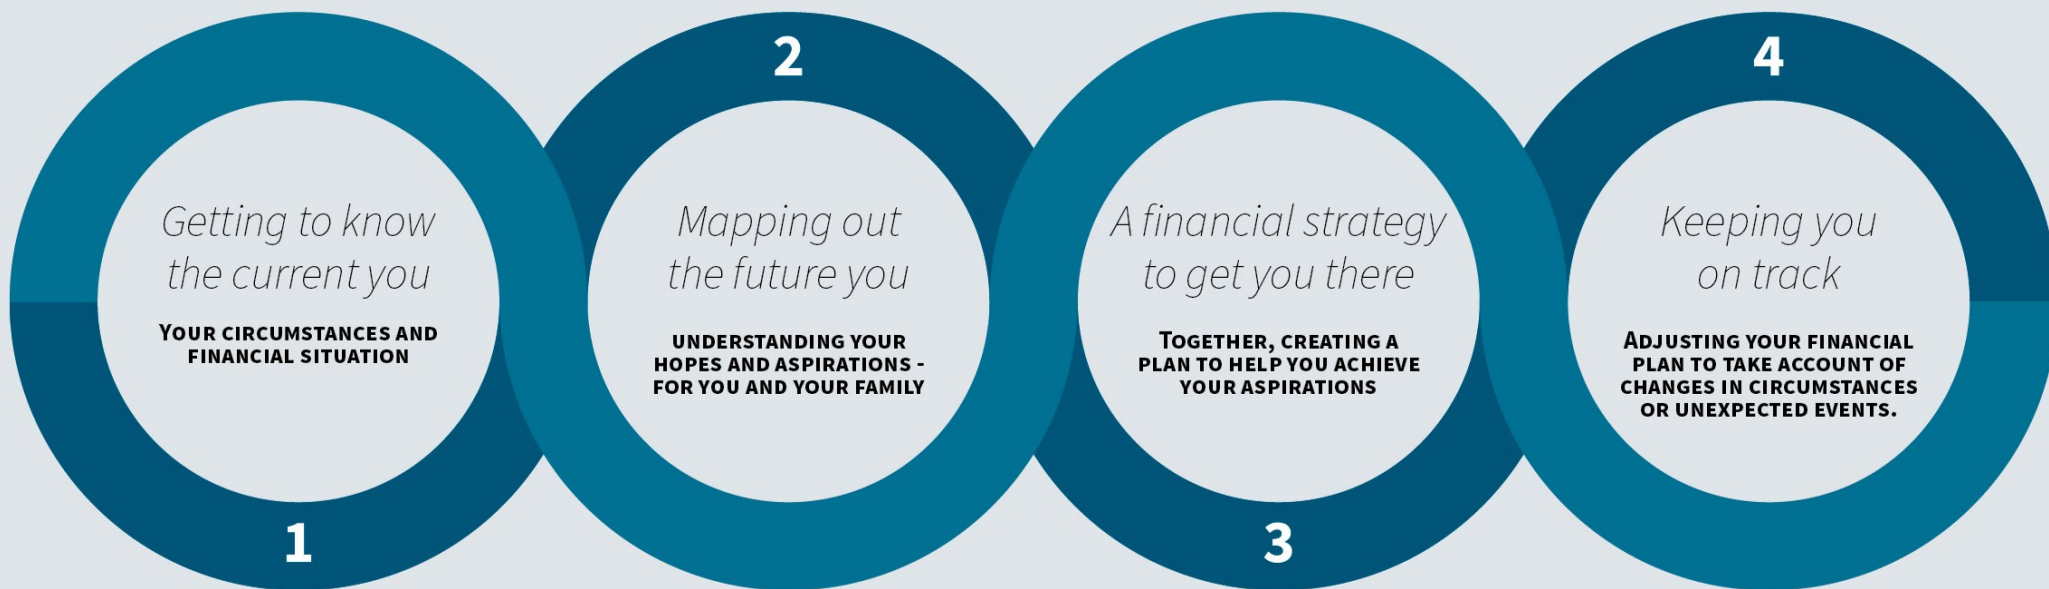 1
Getting to know
the current you
YOUR CIRCUMSTANCES AND
FINANCIAL SITUATION
2
Mapping out
the future you
UNDERSTANDING YOUR
HOPES AND ASPIRATIONS -
FOR YOU AND YOUR FAMILY
3
A financial strategy
to get you there
TOGETHER, CREATING A
PLAN TO HELP YOU ACHIEVE
YOUR ASPIRATIONS
4
Keeping you
on track
ADJUSTING YOUR FINANCIAL
PLAN TO TAKE ACCOUNT OF
CHANGES IN CIRCUMSTANCES
OR UNEXPECTED EVENTS.